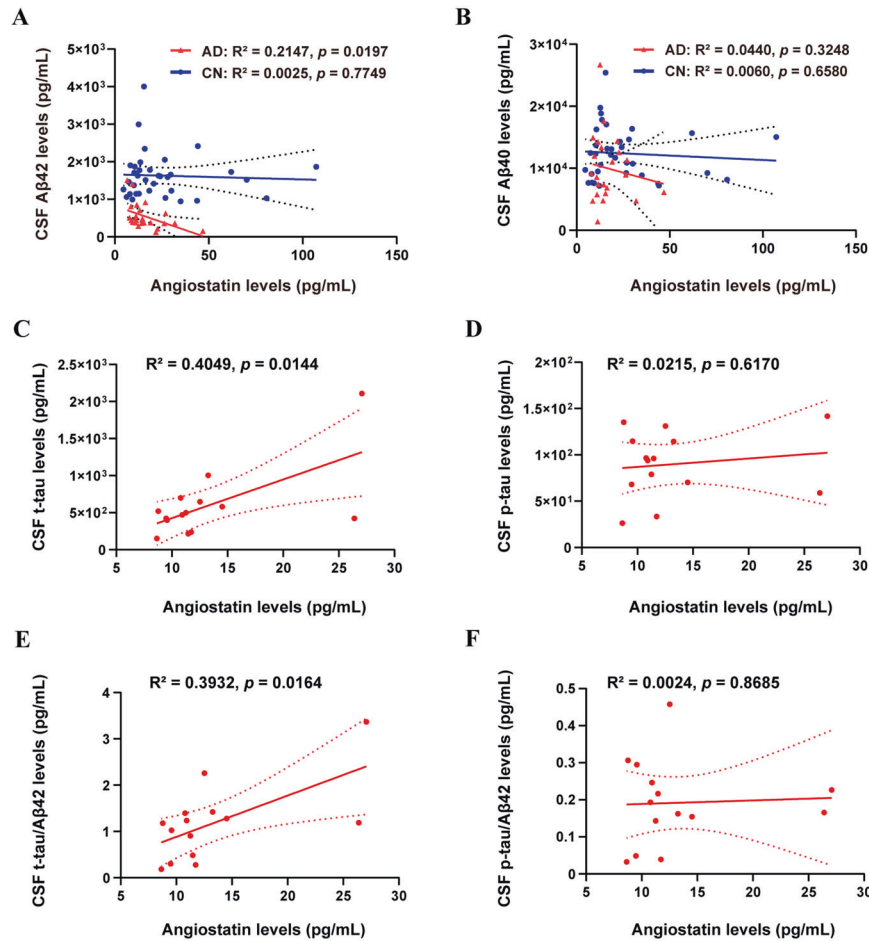 A
AD: R² = 0.2147, p = 0.0197
CN: R² = 0.0025, p = 0.7749
5×10³
4×10³
3×10³
2×10³
1×10³
0
CSF Aβ42 levels (pg/mL)
0 50 100 150
Angiostatin levels (pg/mL)
B
AD: R² = 0.0440, p = 0.3248
CN: R² = 0.0060, p = 0.6580
3×10⁴
2×10⁴
1×10⁴
0
CSF Aβ40 levels (pg/mL)
0 50 100 150
Angiostatin levels (pg/mL)
C
R² = 0.4049, p = 0.0144
2.5×10³
2×10³
1.5×10³
1×10³
5×10²
0
CSF t-tau levels (pg/mL)
5 10 15 20 25 30
Angiostatin levels (pg/mL)
D
R² = 0.0215, p = 0.6170
2×10²
1.5×10²
1×10²
5×10¹
0
CSF p-tau levels (pg/mL)
5 10 15 20 25 30
Angiostatin levels (pg/mL)
E
R² = 0.3932, p = 0.0164
4
3
2
1
0
CSF t-tau/Aβ42 levels (pg/mL)
5 10 15 20 25 30
Angiostatin levels (pg/mL)
F
R² = 0.0024, p = 0.8685
0.5
0.4
0.3
0.2
0.1
0
CSF p-tau/Aβ42 levels (pg/mL)
5 10 15 20 25 30
Angiostatin levels (pg/mL)